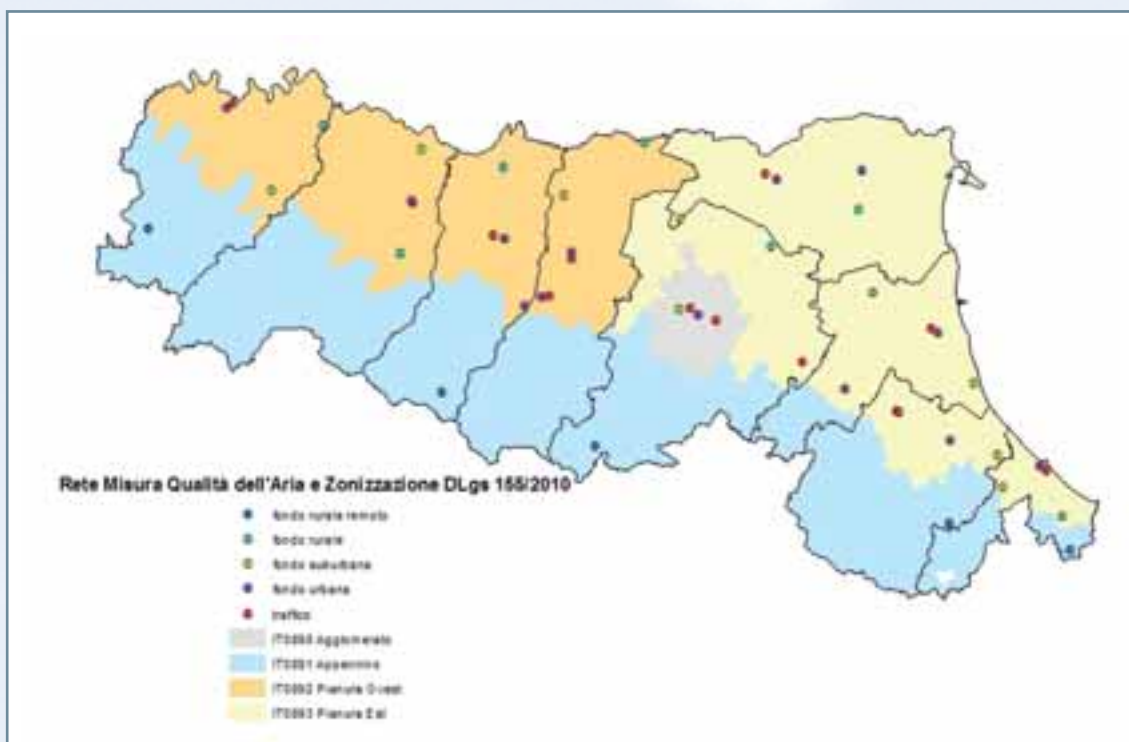 Rete Misura Qualità dell'Aria e Zonizzazione DLgs 155/2010
fondo rurale remoto
fondo rurale
fondo suburbano
fondo urbano
traffico
IT0890 Agglomerato
IT0891 Appennino
IT0892 Pianura Ovest
IT0893 Pianura Est